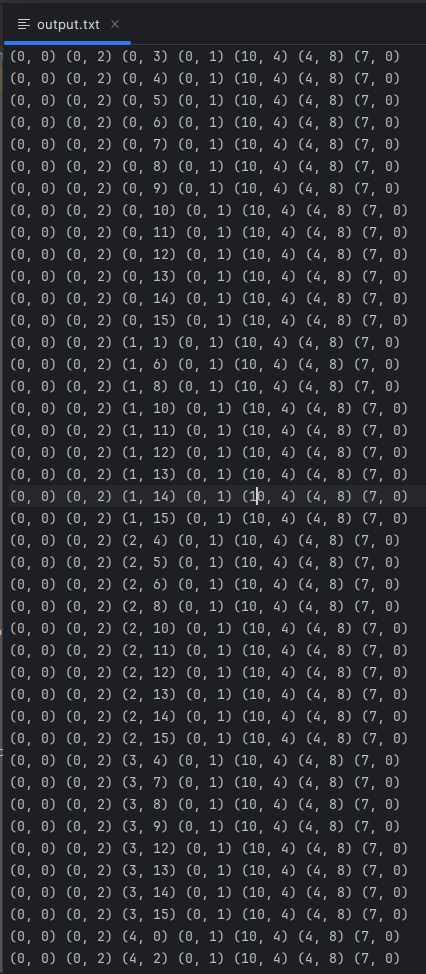 output.txt ×
(0, 0) (0, 2) (0, 3) (0, 1) (10, 4) (4, 8) (7, 0)
(0, 0) (0, 2) (0, 4) (0, 1) (10, 4) (4, 8) (7, 0)
(0, 0) (0, 2) (0, 5) (0, 1) (10, 4) (4, 8) (7, 0)
(0, 0) (0, 2) (0, 6) (0, 1) (10, 4) (4, 8) (7, 0)
(0, 0) (0, 2) (0, 7) (0, 1) (10, 4) (4, 8) (7, 0)
(0, 0) (0, 2) (0, 8) (0, 1) (10, 4) (4, 8) (7, 0)
(0, 0) (0, 2) (0, 9) (0, 1) (10, 4) (4, 8) (7, 0)
(0, 0) (0, 2) (0, 10) (0, 1) (10, 4) (4, 8) (7, 0)
(0, 0) (0, 2) (0, 11) (0, 1) (10, 4) (4, 8) (7, 0)
(0, 0) (0, 2) (0, 12) (0, 1) (10, 4) (4, 8) (7, 0)
(0, 0) (0, 2) (0, 13) (0, 1) (10, 4) (4, 8) (7, 0)
(0, 0) (0, 2) (0, 14) (0, 1) (10, 4) (4, 8) (7, 0)
(0, 0) (0, 2) (0, 15) (0, 1) (10, 4) (4, 8) (7, 0)
(0, 0) (0, 2) (1, 1) (0, 1) (10, 4) (4, 8) (7, 0)
(0, 0) (0, 2) (1, 6) (0, 1) (10, 4) (4, 8) (7, 0)
(0, 0) (0, 2) (1, 8) (0, 1) (10, 4) (4, 8) (7, 0)
(0, 0) (0, 2) (1, 10) (0, 1) (10, 4) (4, 8) (7, 0)
(0, 0) (0, 2) (1, 11) (0, 1) (10, 4) (4, 8) (7, 0)
(0, 0) (0, 2) (1, 12) (0, 1) (10, 4) (4, 8) (7, 0)
(0, 0) (0, 2) (1, 13) (0, 1) (10, 4) (4, 8) (7, 0)
(0, 0) (0, 2) (1, 14) (0, 1) (10, 4) (4, 8) (7, 0)
(0, 0) (0, 2) (1, 15) (0, 1) (10, 4) (4, 8) (7, 0)
(0, 0) (0, 2) (2, 4) (0, 1) (10, 4) (4, 8) (7, 0)
(0, 0) (0, 2) (2, 5) (0, 1) (10, 4) (4, 8) (7, 0)
(0, 0) (0, 2) (2, 6) (0, 1) (10, 4) (4, 8) (7, 0)
(0, 0) (0, 2) (2, 8) (0, 1) (10, 4) (4, 8) (7, 0)
(0, 0) (0, 2) (2, 10) (0, 1) (10, 4) (4, 8) (7, 0)
(0, 0) (0, 2) (2, 11) (0, 1) (10, 4) (4, 8) (7, 0)
(0, 0) (0, 2) (2, 12) (0, 1) (10, 4) (4, 8) (7, 0)
(0, 0) (0, 2) (2, 13) (0, 1) (10, 4) (4, 8) (7, 0)
(0, 0) (0, 2) (2, 14) (0, 1) (10, 4) (4, 8) (7, 0)
(0, 0) (0, 2) (2, 15) (0, 1) (10, 4) (4, 8) (7, 0)
(0, 0) (0, 2) (3, 4) (0, 1) (10, 4) (4, 8) (7, 0)
(0, 0) (0, 2) (3, 7) (0, 1) (10, 4) (4, 8) (7, 0)
(0, 0) (0, 2) (3, 8) (0, 1) (10, 4) (4, 8) (7, 0)
(0, 0) (0, 2) (3, 9) (0, 1) (10, 4) (4, 8) (7, 0)
(0, 0) (0, 2) (3, 12) (0, 1) (10, 4) (4, 8) (7, 0)
(0, 0) (0, 2) (3, 13) (0, 1) (10, 4) (4, 8) (7, 0)
(0, 0) (0, 2) (3, 14) (0, 1) (10, 4) (4, 8) (7, 0)
(0, 0) (0, 2) (3, 15) (0, 1) (10, 4) (4, 8) (7, 0)
(0, 0) (0, 2) (4, 0) (0, 1) (10, 4) (4, 8) (7, 0)
(0, 0) (0, 2) (4, 2) (0, 1) (10, 4) (4, 8) (7, 0)